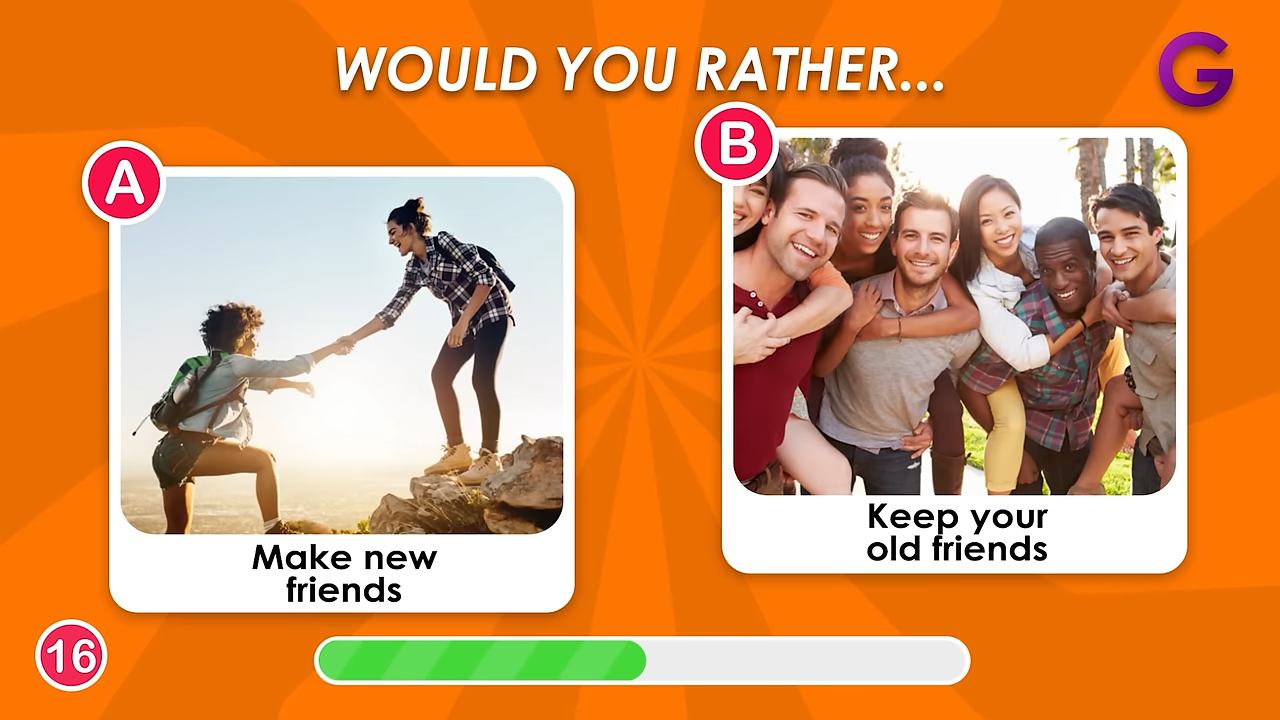 WOULD YOU RATHER...
G
A
B
Make new
friends
Keep your
old friends
16